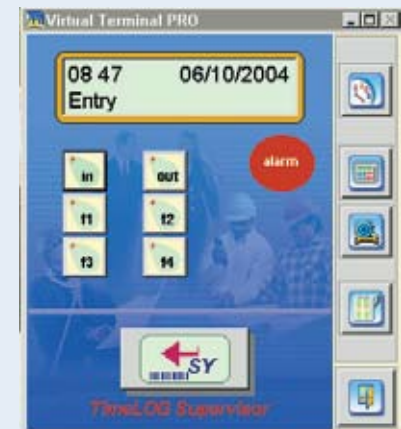 Virtual Terminal PRO
08 47 06/10/2004
Entry
alarm
in out
f1 f2
f3 f4
SY
TimeLOG Supervisor